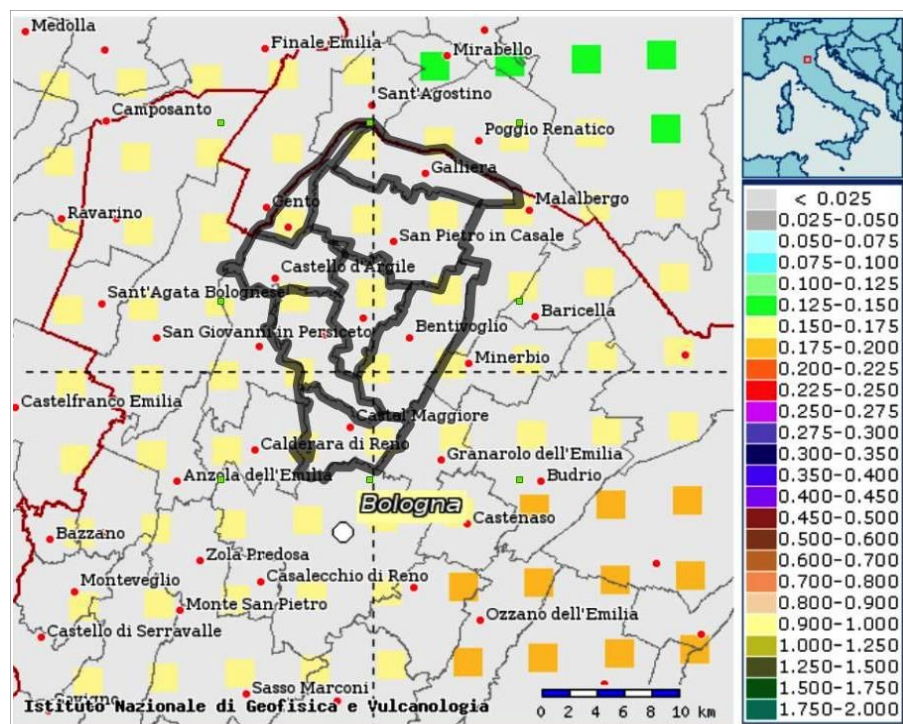 Medolla
Finale Emilia
Mirabello
Sant'Agostino
Camposanto
Poggio Renatico
Galliera
Ravarino
Cento
Malalbergo
San Pietro in Casale
Castello d'Argile
Sant'Agata Bolognese
Baricella
San Giovanni in Persiceto
Bentivoglio
Minerbio
Castelfranco Emilia
Castel Maggiore
Calderara di Reno
Granarolo dell'Emilia
Anzola dell'Emilia
Budrio
Bologna
Castenaso
Bazzano
Zola Predosa
Monteveglio
Casalecchio di Reno
Monte San Pietro
Ozzano dell'Emilia
Castello di Serravalle
Sasso Marconi
Istituto Nazionale di Geofisica e Vulcanologia
0 2 4 6 8 10 km
< 0.025
0.025-0.050
0.050-0.075
0.075-0.100
0.100-0.125
0.125-0.150
0.150-0.175
0.175-0.200
0.200-0.225
0.225-0.250
0.250-0.275
0.275-0.300
0.300-0.350
0.350-0.400
0.400-0.450
0.450-0.500
0.500-0.600
0.600-0.700
0.700-0.800
0.800-0.900
0.900-1.000
1.000-1.250
1.250-1.500
1.500-1.750
1.750-2.000